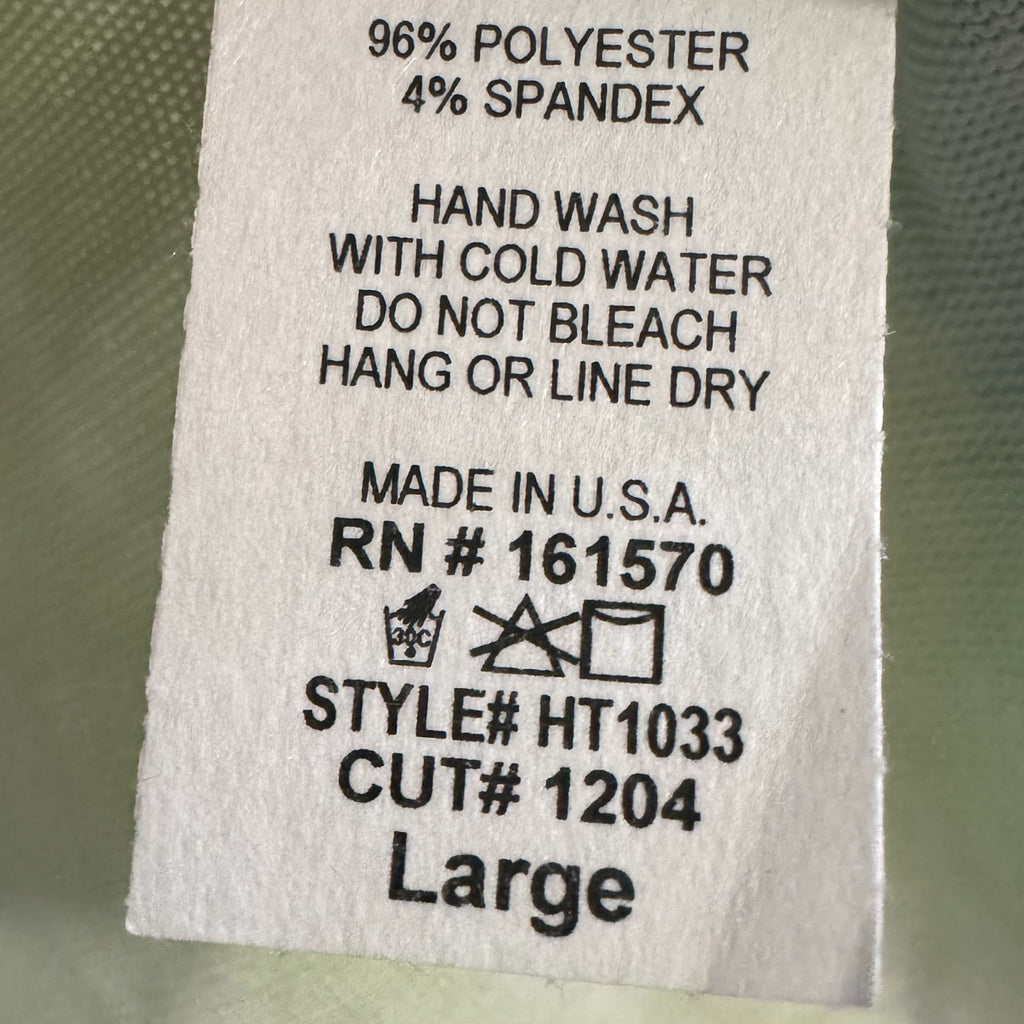 96% POLYESTER
4% SPANDEX
HAND WASH
WITH COLD WATER
DO NOT BLEACH
HANG OR LINE DRY
MADE IN U.S.A.
RN # 161570
30C
STYLE# HT1033
CUT# 1204
Large